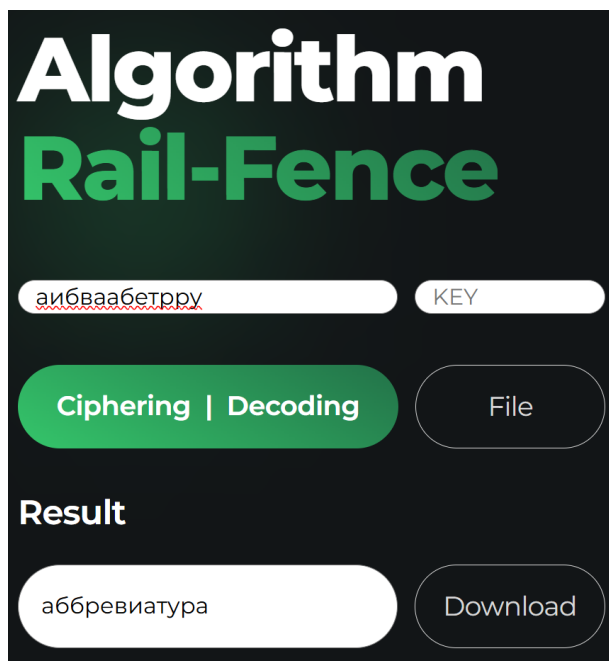 Algorithm
Rail-Fence
аибваабетрру
KEY
Ciphering | Decoding
File
Result
аббревиатура
Download